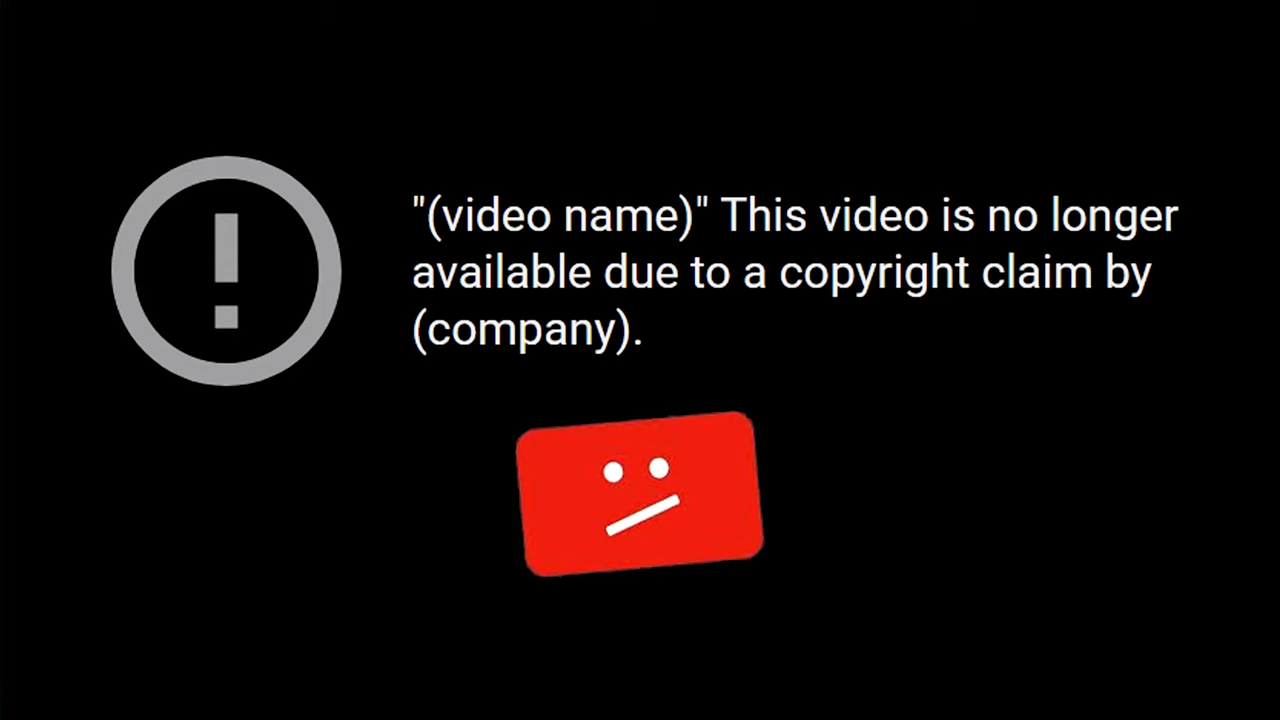 "(video name)" This video is no longer
available due to a copyright claim by
(company).